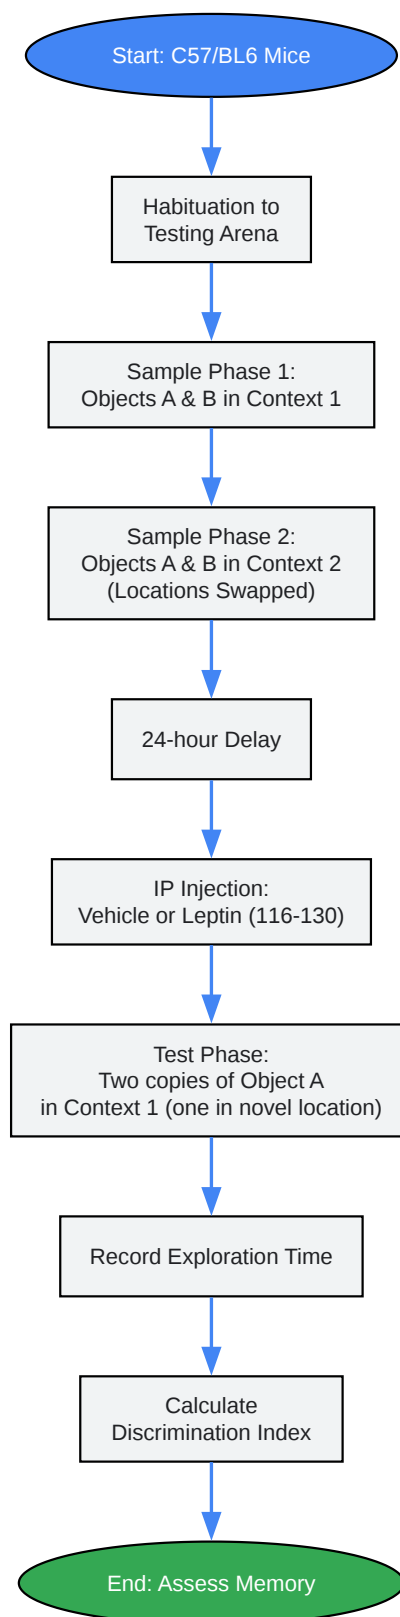 Start: C57/BL6 Mice
Habituation to
Testing Arena
Sample Phase 1:
Objects A & B in Context 1
Sample Phase 2:
Objects A & B in Context 2
(Locations Swapped)
24-hour Delay
IP Injection:
Vehicle or Leptin (116-130)
Test Phase:
Two copies of Object A
in Context 1 (one in novel location)
Record Exploration Time
Calculate
Discrimination Index
End: Assess Memory